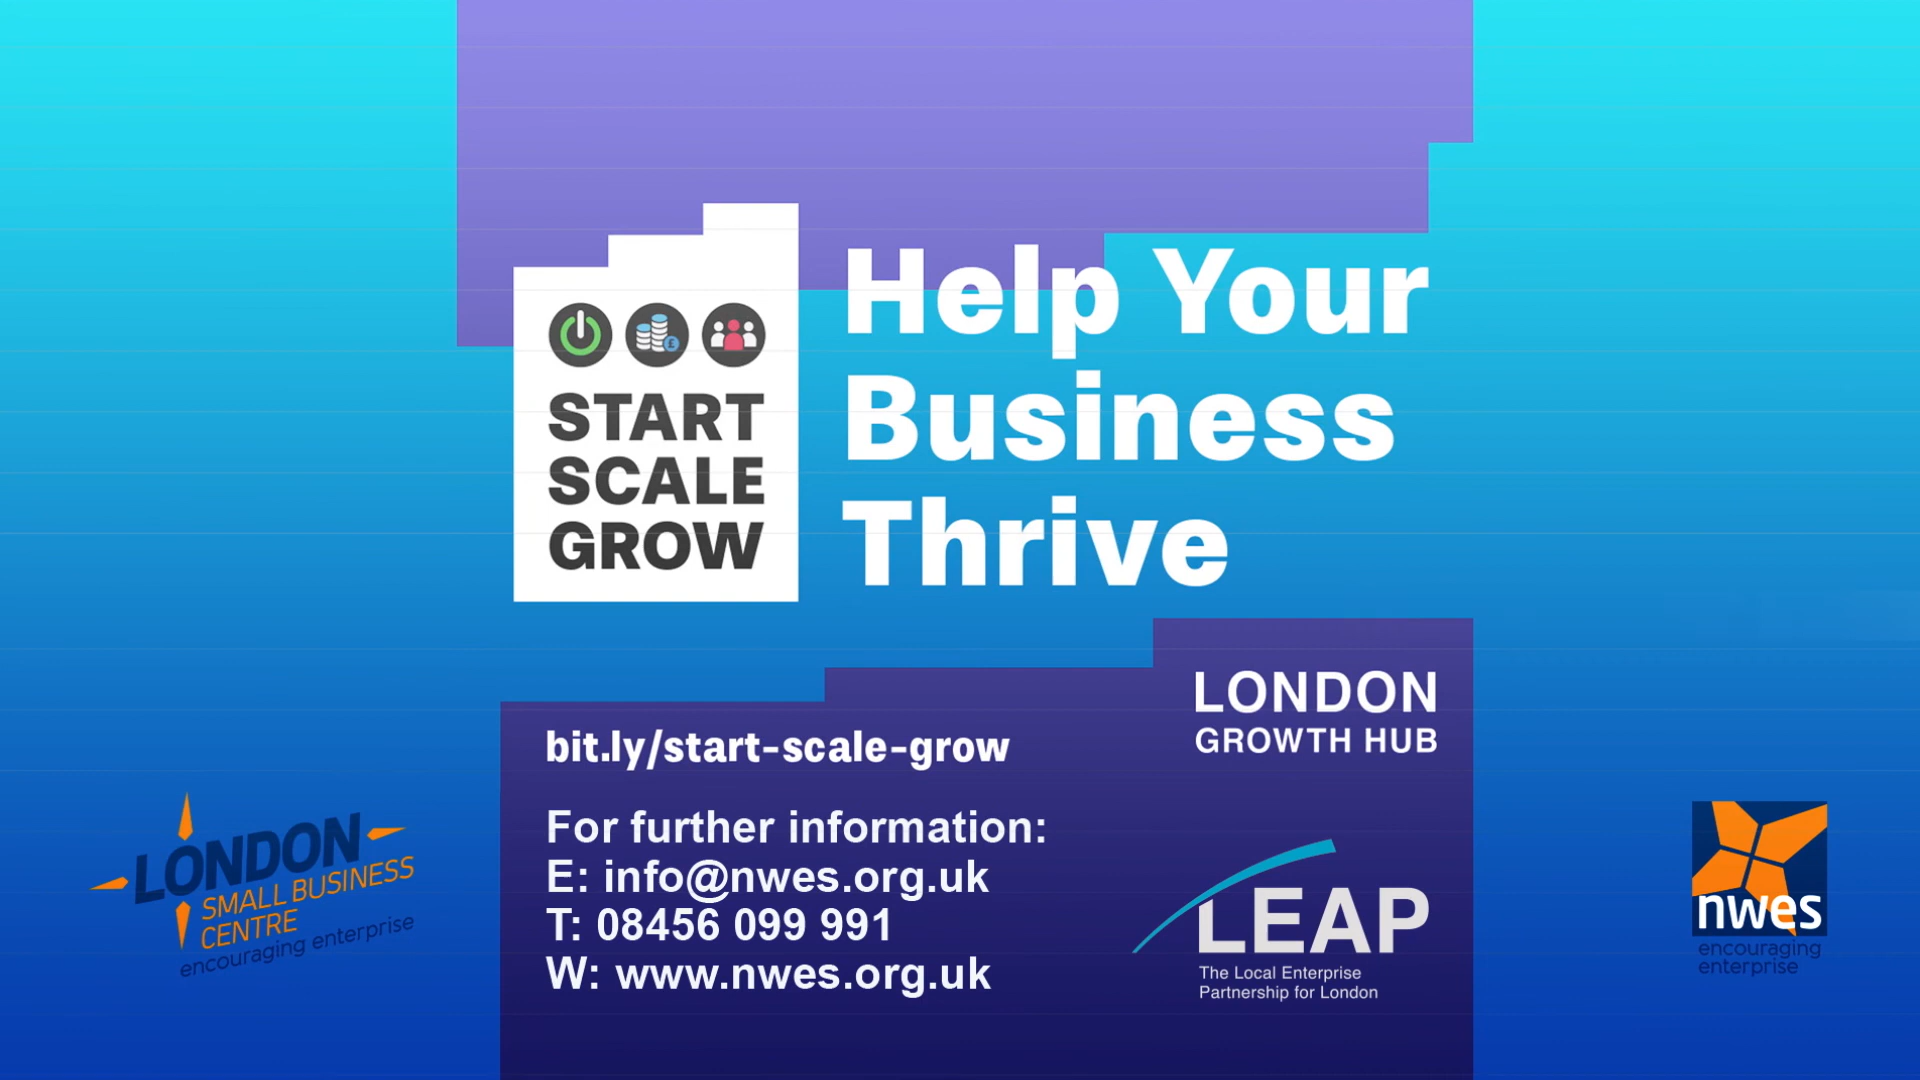 START
SCALE
GROW
Help Your
Business
Thrive
LONDON
GROWTH HUB
bit.ly/start-scale-grow
For further information:
E: info@nwes.org.uk
T: 08456 099 991
W: www.nwes.org.uk
LEAP
The Local Enterprise
Partnership for London
LONDON
SMALL BUSINESS
CENTRE
encouraging enterprise
nwes
encouraging
enterprise